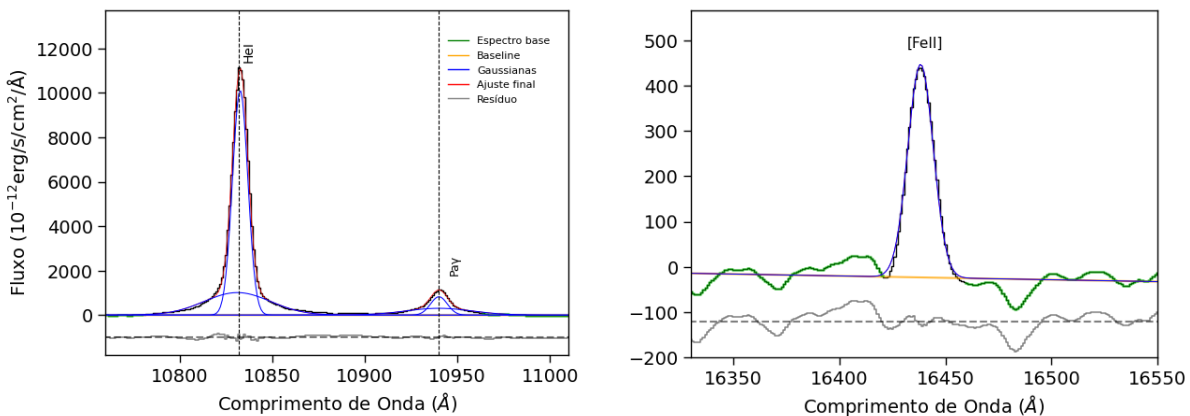 12000
10000
8000
6000
4000
2000
0
Fluxo (10⁻¹²erg/s/cm²/Å)
HeI
Paγ
Espectro base
Baseline
Gaussianas
Ajuste final
Resíduo
10800 10850 10900 10950 11000
Comprimento de Onda (Å)
500
400
300
200
100
0
−100
−200
[FeII]
16350 16400 16450 16500 16550
Comprimento de Onda (Å)